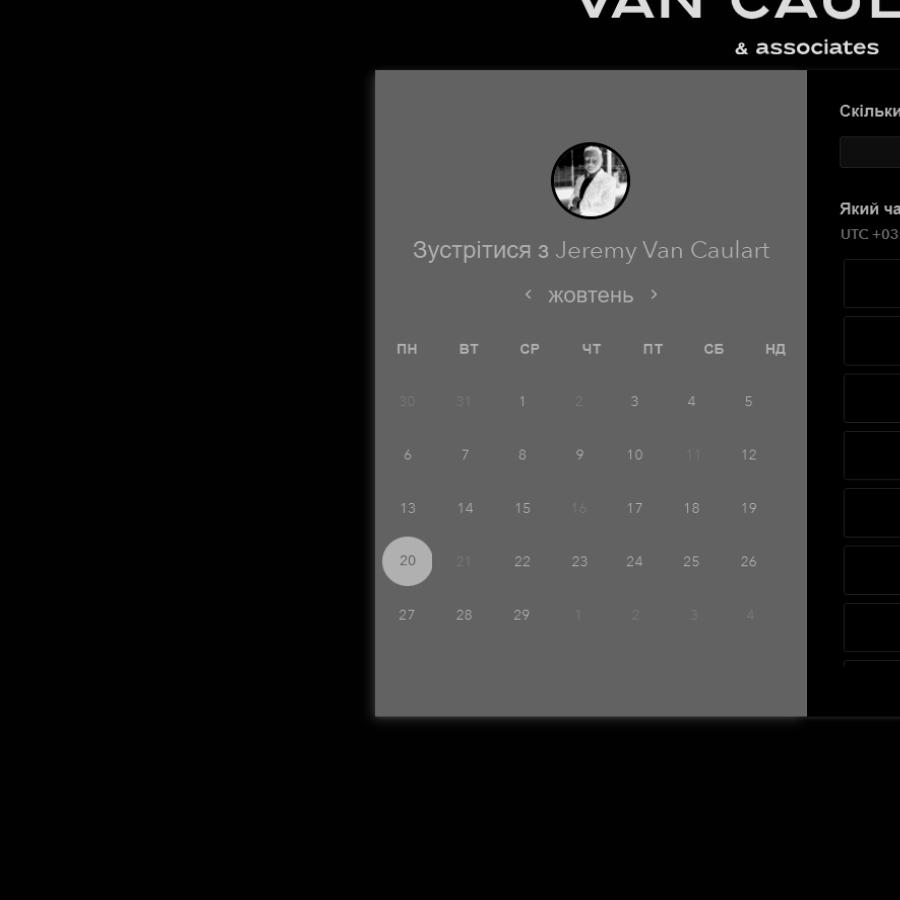 VAN CAUL
& associates
Зустрітися з Jeremy Van Caulart
жовтень
ПН ВТ СР ЧТ ПТ СБ НД
30 31 1 2 3 4 5
6 7 8 9 10 11 12
13 14 15 16 17 18 19
20 21 22 23 24 25 26
27 28 29 1 2 3 4
Скільки
Який ча
UTC +03